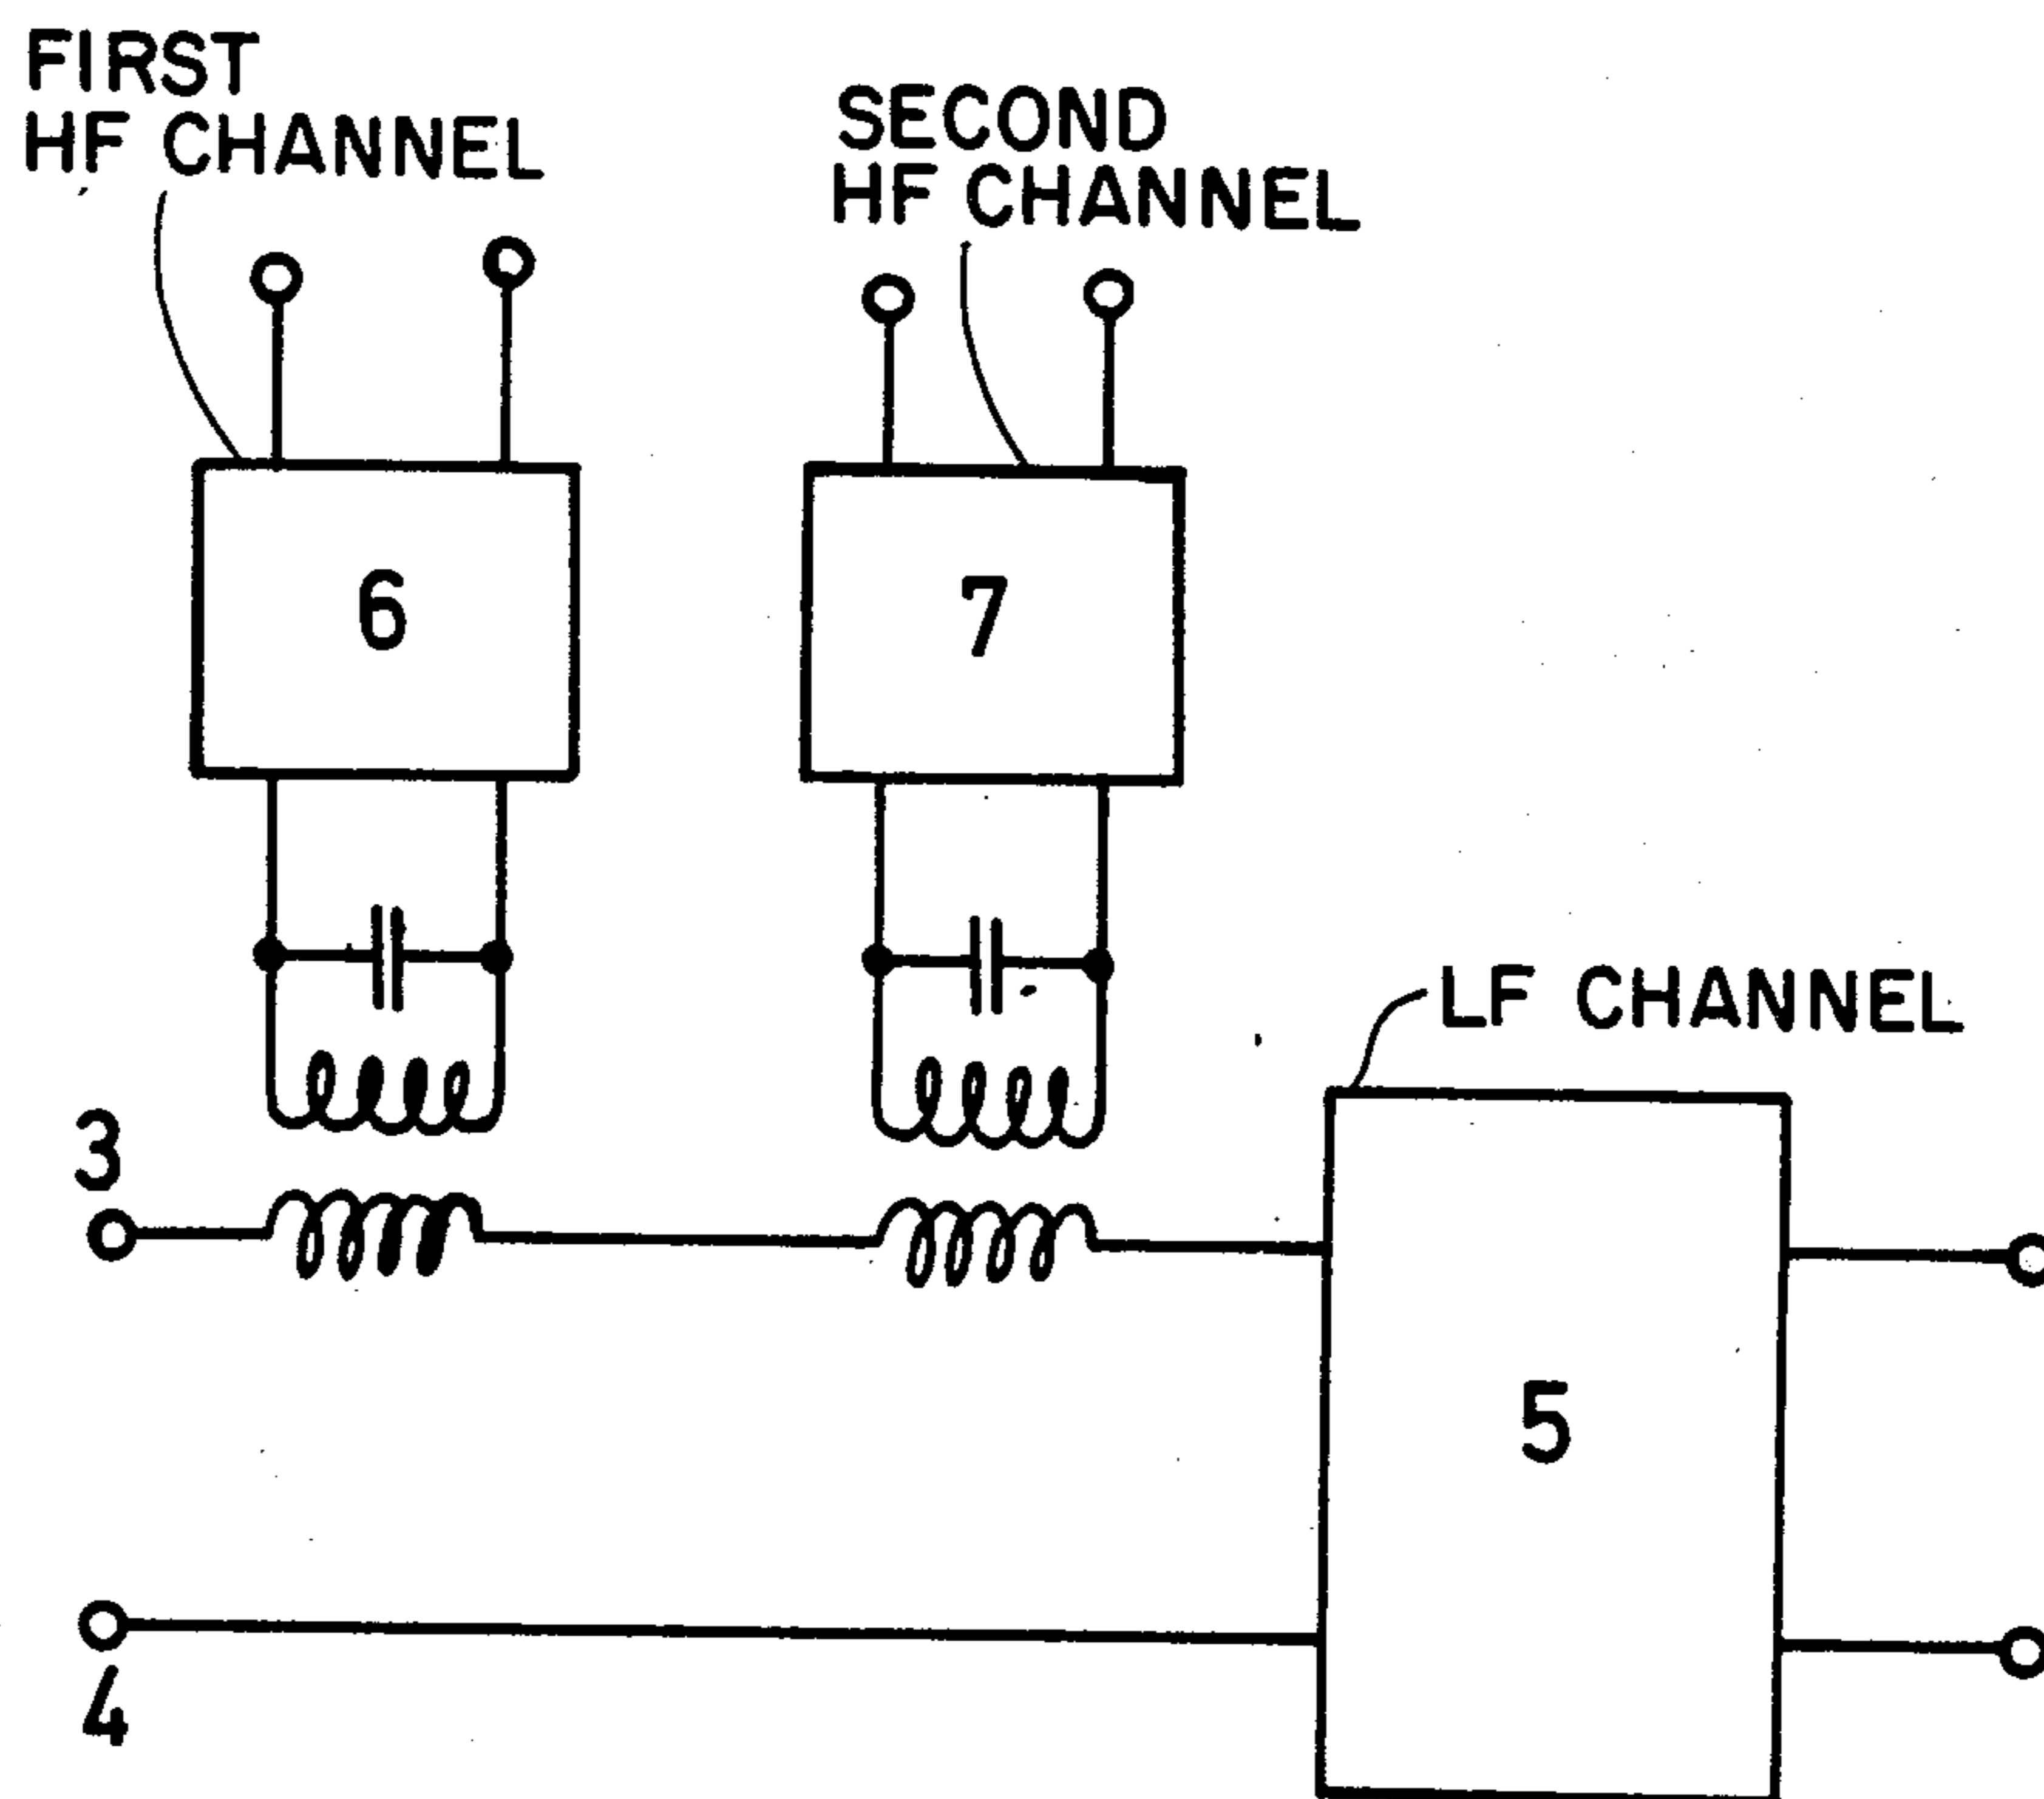 FIRST
HF CHANNEL
SECOND
HF CHANNEL
6
7
LF CHANNEL
3
5
4